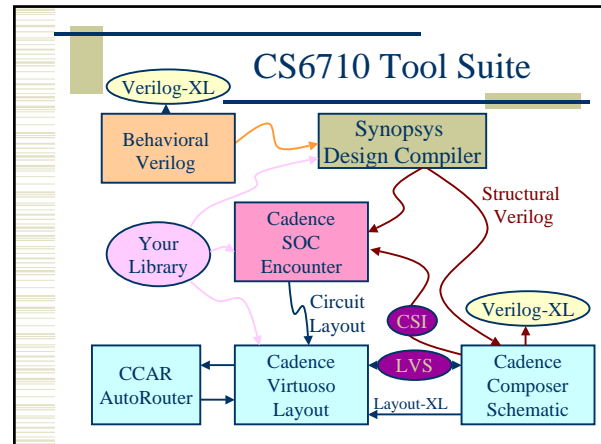 CS6710 Tool Suite
Verilog-XL
Behavioral
Verilog
Synopsys
Design Compiler
Structural
Verilog
Your
Library
Cadence
SOC
Encounter
Circuit
Layout
CSI
Verilog-XL
CCAR
AutoRouter
Cadence
Virtuoso
Layout
LVS
Layout-XL
Cadence
Composer
Schematic